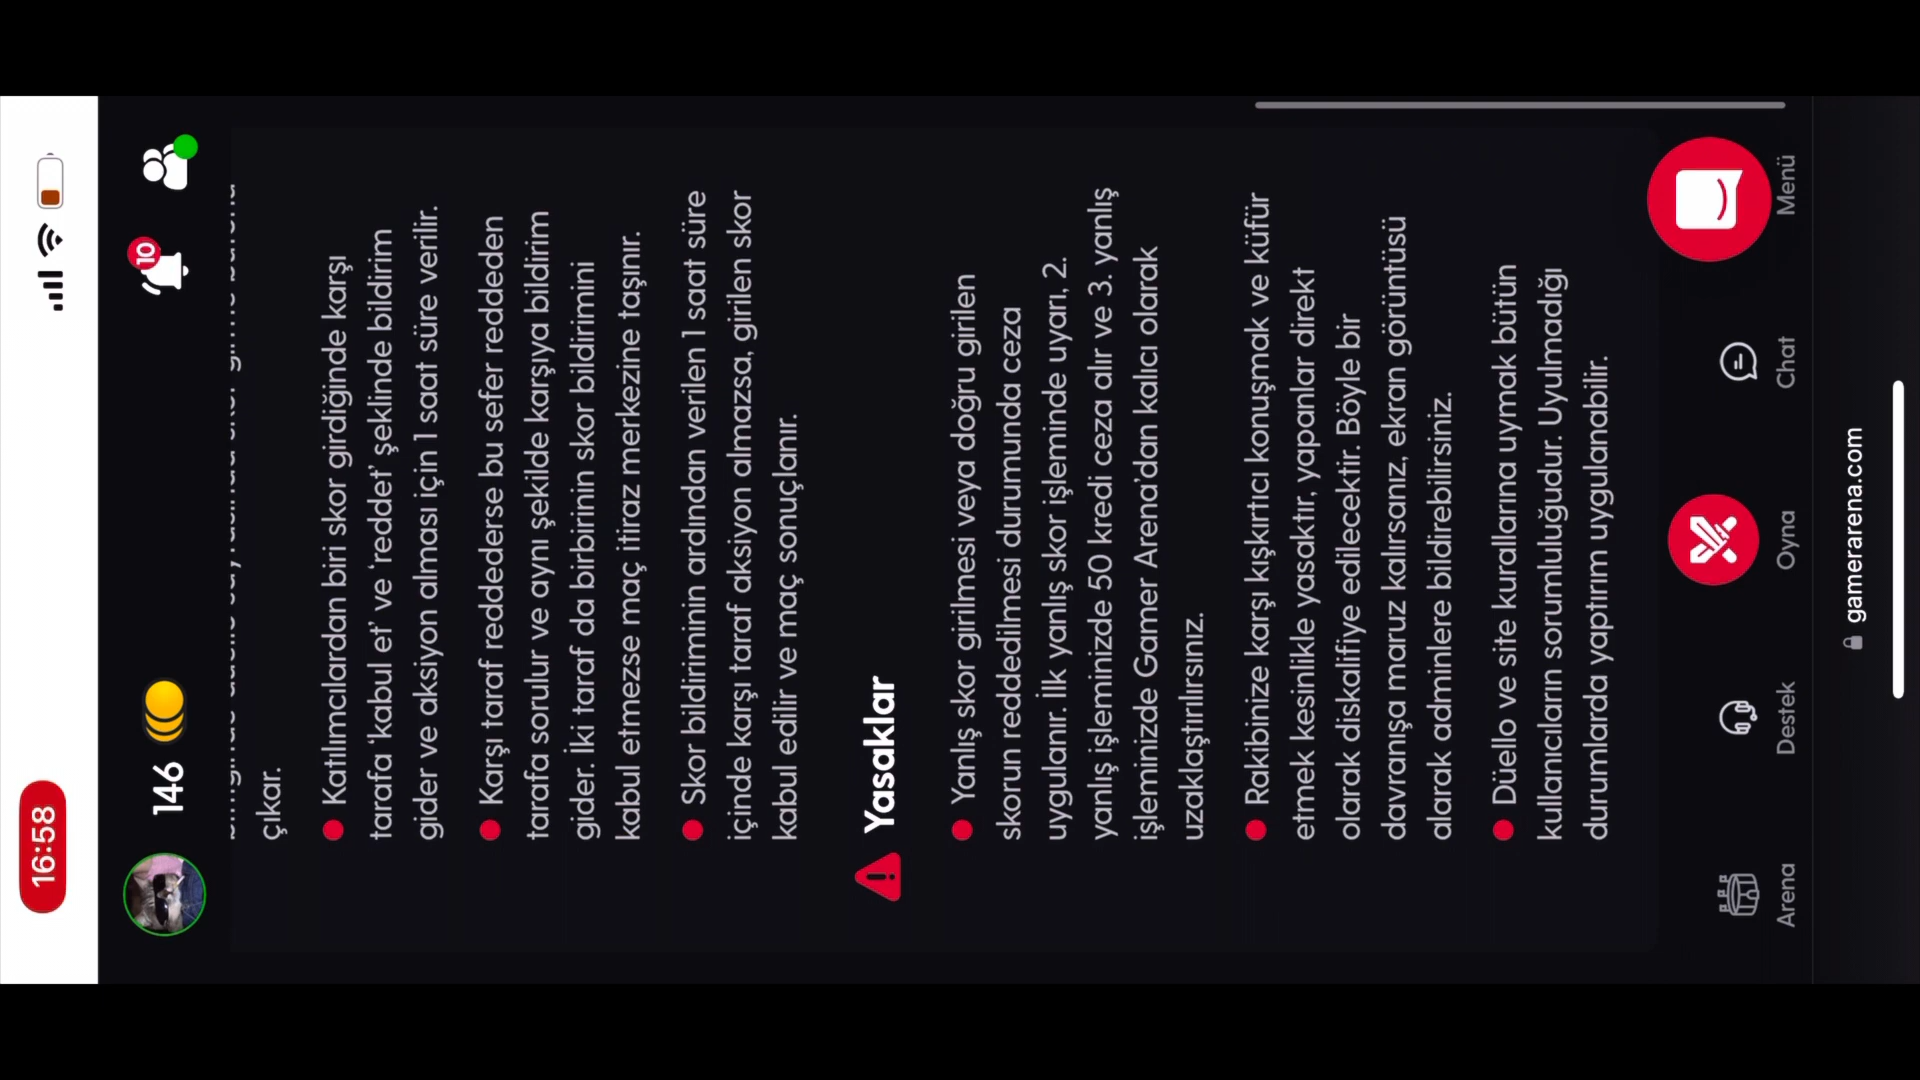 16:58
146
10
çıkar.
Katılımcılardan biri skor girdiğinde karşı
tarafa ‘kabul et’ ve ‘reddet’ şeklinde bildirim
gider ve aksiyon alması için 1 saat süre verilir.
Karşı taraf reddederse bu sefer reddeden
tarafa sorulur ve aynı şekilde karşıya bildirim
gider. İki taraf da birbirinin skor bildirimini
kabul etmezse maç itiraz merkezine taşınır.
Skor bildiriminin ardından verilen 1 saat süre
içinde karşı taraf aksiyon almazsa, girilen skor
kabul edilir ve maç sonuçlanır.
Yasaklar
Yanlış skor girilmesi veya doğru girilen
skorun reddedilmesi durumunda ceza
uygulanır. İlk yanlış skor işleminde uyarı, 2.
yanlış işleminizde 50 kredi ceza alır ve 3. yanlış
işleminizde Gamer Arena’dan kalıcı olarak
uzaklaştırılırsınız.
Rakibinize karşı kışkırtıcı konuşmak ve küfür
etmek kesinlikle yasaktır, yapanlar direkt
olarak diskalifiye edilecektir. Böyle bir
davranışa maruz kalırsanız, ekran görüntüsü
alarak adminlere bildirebilirsiniz.
Düello ve site kurallarına uymak bütün
kullanıcıların sorumluluğudur. Uyulmadığı
durumlarda yaptırım uygulanabilir.
Arena
Destek
Oyna
Chat
Menü
gamerarena.com